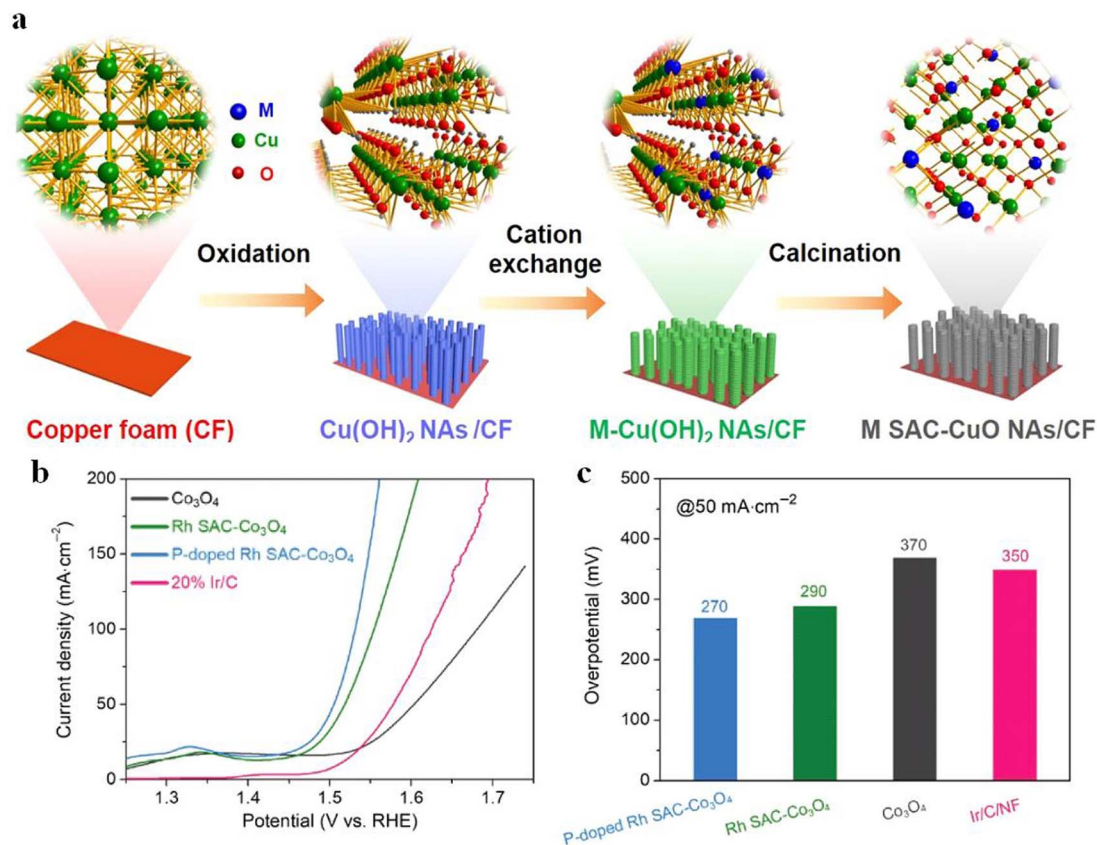 a
M
Cu
O
Oxidation
Cation
exchange
Calcination
Copper foam (CF)
Cu(OH)₂ NAs /CF
M-Cu(OH)₂ NAs/CF
M SAC-CuO NAs/CF
b
200
150
100
50
0
Current density (mA·cm⁻²)
Co₃O₄
Rh SAC-Co₃O₄
P-doped Rh SAC-Co₃O₄
20% Ir/C
1.3
1.4
1.5
1.6
1.7
Potential (V vs. RHE)
c
500
400
300
200
100
0
Overpotential (mV)
@50 mA·cm⁻²
270
290
370
350
P-doped Rh SAC-Co₃O₄
Rh SAC-Co₃O₄
Co₃O₄
Ir/C/NF